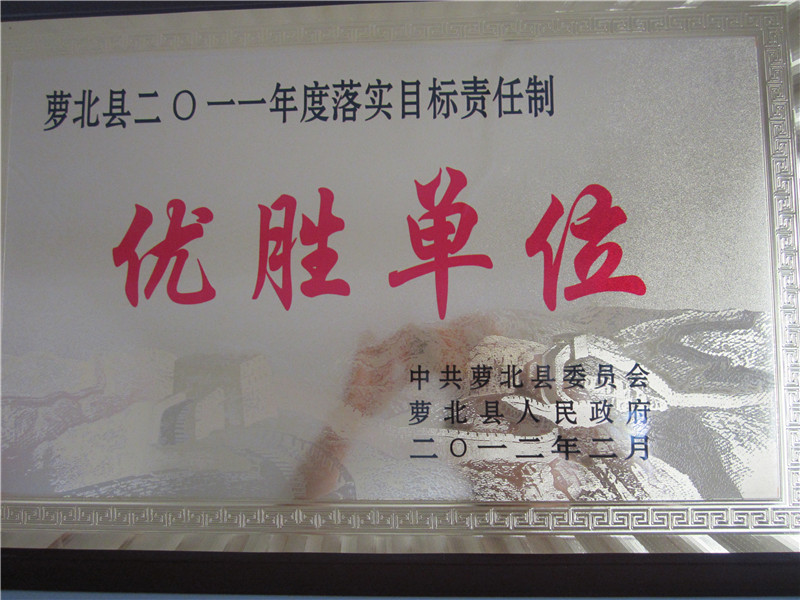 萝北县二〇一一年度落实目标责任制
优胜单位
中共萝北县委员会
萝北县人民政府
二〇一二年二月